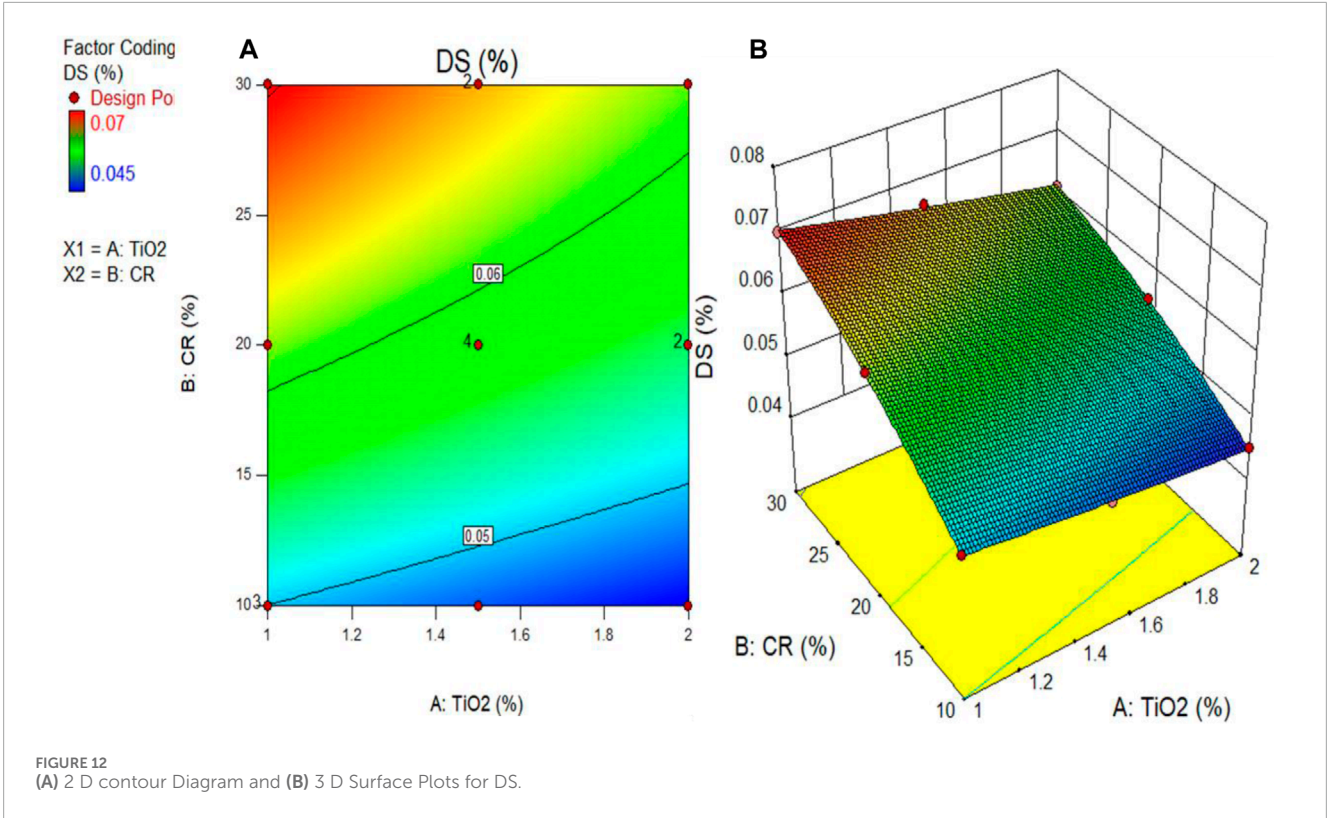 Factor Coding
DS (%)
Design Po
0.07
0.045
X1 = A: TiO2
X2 = B: CR
A
DS (%)
B: CR (%)
30
25
20
15
10
3
2
4
2
0.06
0.05
1
1.2
1.4
1.6
1.8
2
A: TiO2 (%)
B
DS (%)
0.08
0.07
0.06
0.05
0.04
30
25
20
15
10
B: CR (%)
1
1.2
1.4
1.6
1.8
2
A: TiO2 (%)
FIGURE 12
(A) 2 D contour Diagram and (B) 3 D Surface Plots for DS.